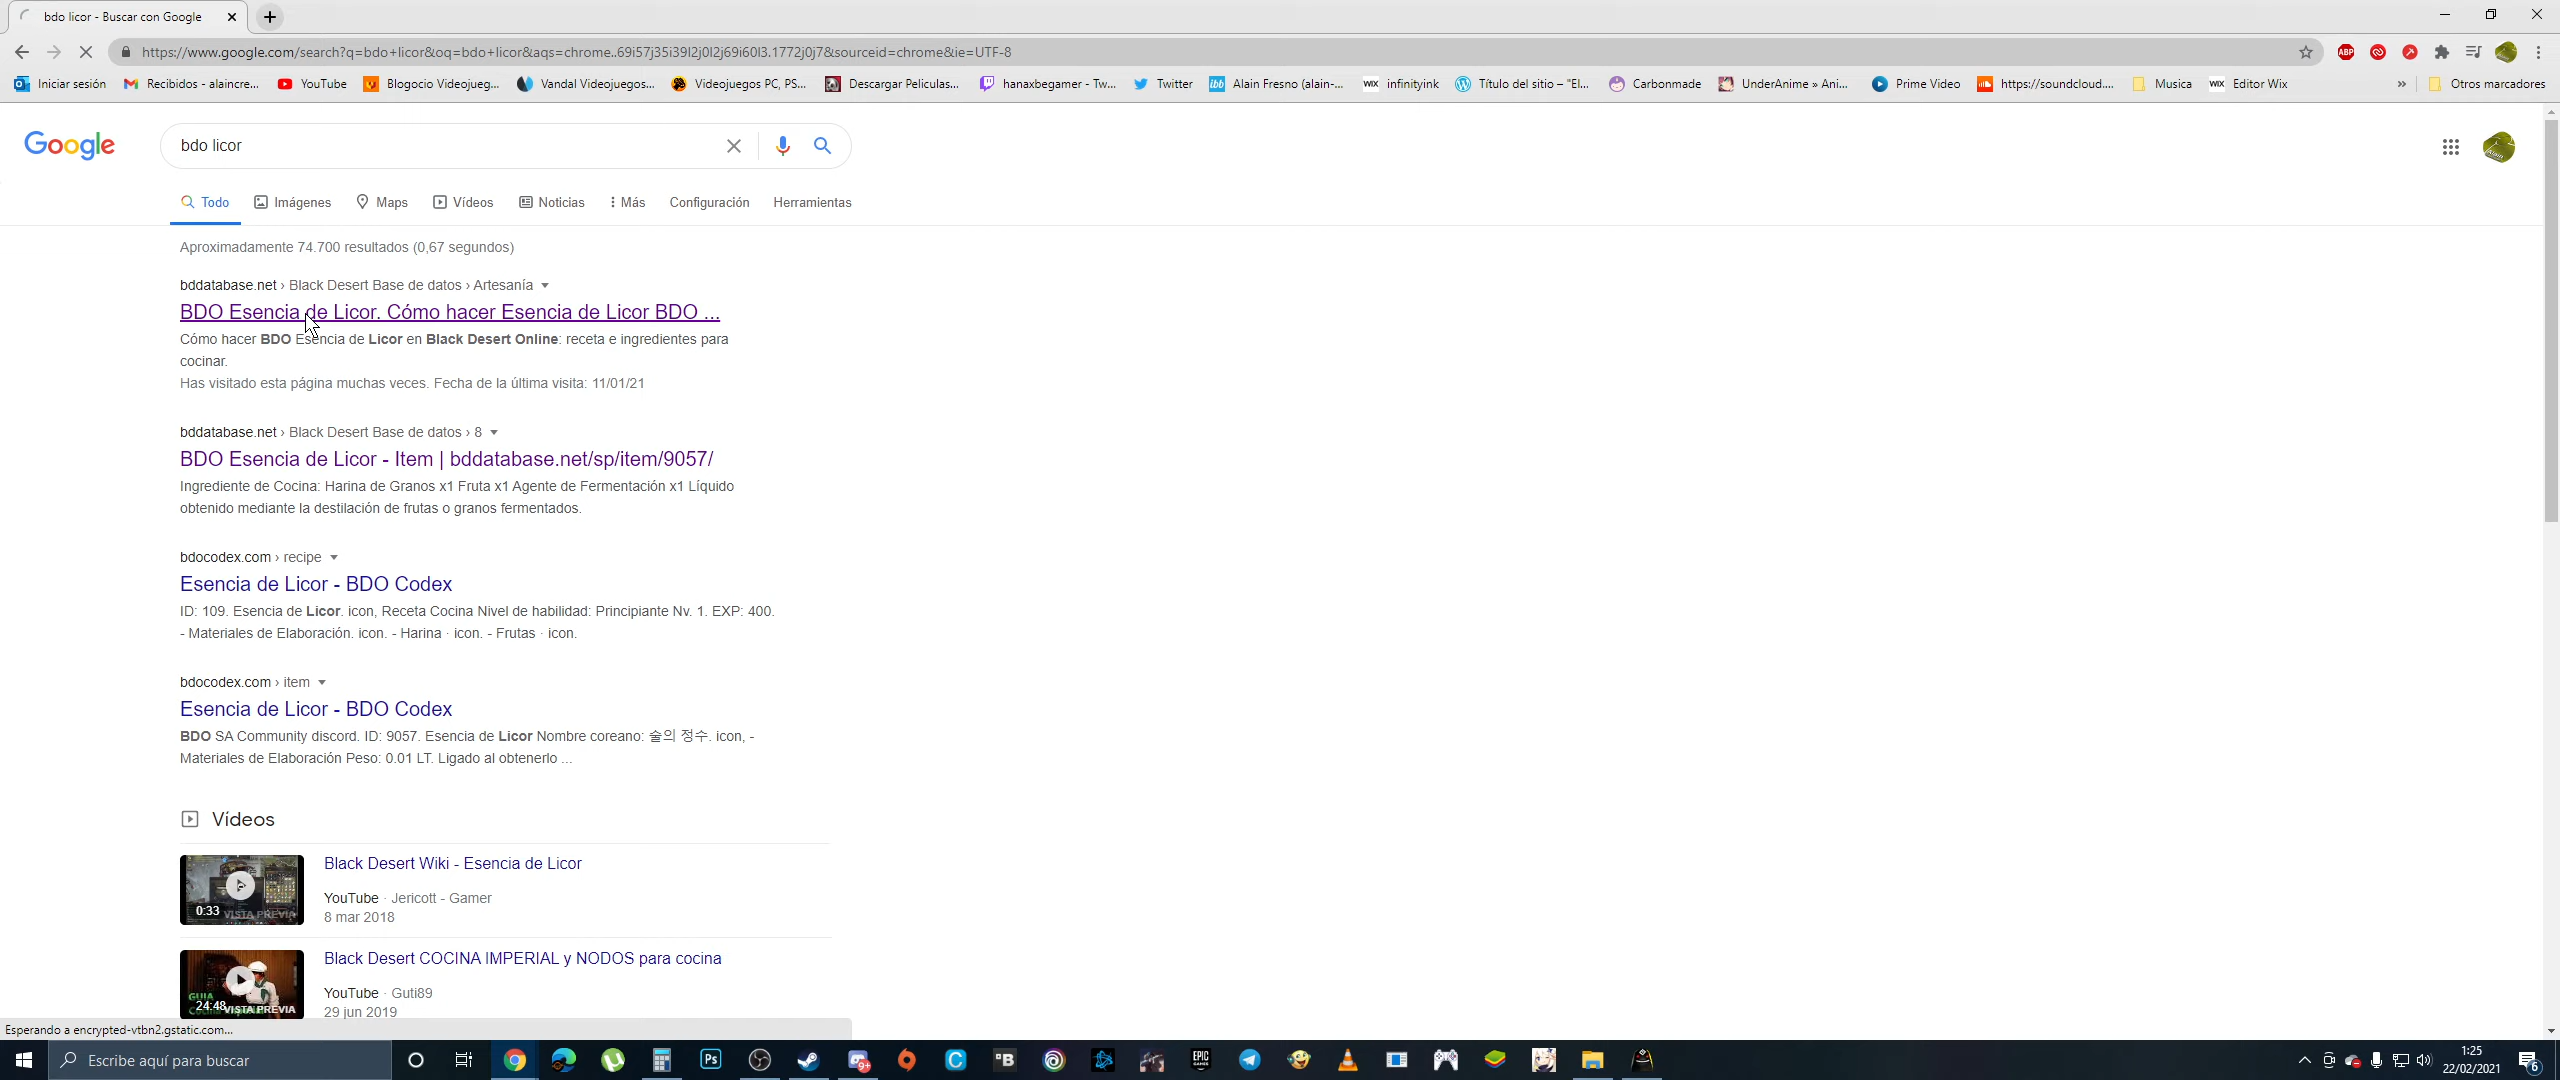 bdo licor - Buscar con Google
https://www.google.com/search?q=bdo+licor&oq=bdo+licor&aqs=chrome..69i57j35i39l2j0l2j69i60l3.1772j0j7&sourceid=chrome&ie=UTF-8
Iniciar sesión Recibidos - alaincre... YouTube Blogocio Videojueg... Vandal Videojuegos... Videojuegos PC, PS... Descargar Peliculas... hanaxbegamer - Tw... Twitter Alain Fresno (alain-... infinityink Título del sitio – "El... Carbonmade UnderAnime » Ani... Prime Video https://soundcloud.... Musica Editor Wix » Otros marcadores
Google
bdo licor
Todo Imágenes Maps Vídeos Noticias Más Configuración Herramientas
Aproximadamente 74.700 resultados (0,67 segundos)
bddatabase.net › Black Desert Base de datos › Artesanía
BDO Esencia de Licor. Cómo hacer Esencia de Licor BDO ...
Cómo hacer BDO Esencia de Licor en Black Desert Online: receta e ingredientes para
cocinar.
Has visitado esta página muchas veces. Fecha de la última visita: 11/01/21
bddatabase.net › Black Desert Base de datos › 8
BDO Esencia de Licor - Item | bddatabase.net/sp/item/9057/
Ingrediente de Cocina: Harina de Granos x1 Fruta x1 Agente de Fermentación x1 Líquido
obtenido mediante la destilación de frutas o granos fermentados.
bdocodex.com › recipe
Esencia de Licor - BDO Codex
ID: 109. Esencia de Licor. icon, Receta Cocina Nivel de habilidad: Principiante Nv. 1. EXP: 400.
- Materiales de Elaboración. icon. - Harina · icon. - Frutas · icon.
bdocodex.com › item
Esencia de Licor - BDO Codex
BDO SA Community discord. ID: 9057. Esencia de Licor Nombre coreano: 술의 정수. icon, -
Materiales de Elaboración Peso: 0.01 LT. Ligado al obtenerlo ...
Vídeos
0:33 VISTA PREVIA
Black Desert Wiki - Esencia de Licor
YouTube · Jericott - Gamer
8 mar 2018
GUIA
24:48 VISTA PREVIA
Black Desert COCINA IMPERIAL y NODOS para cocina
YouTube · Guti89
29 jun 2019
Esperando a encrypted-vtbn2.gstatic.com...
Escribe aquí para buscar
1:25
22/02/2021